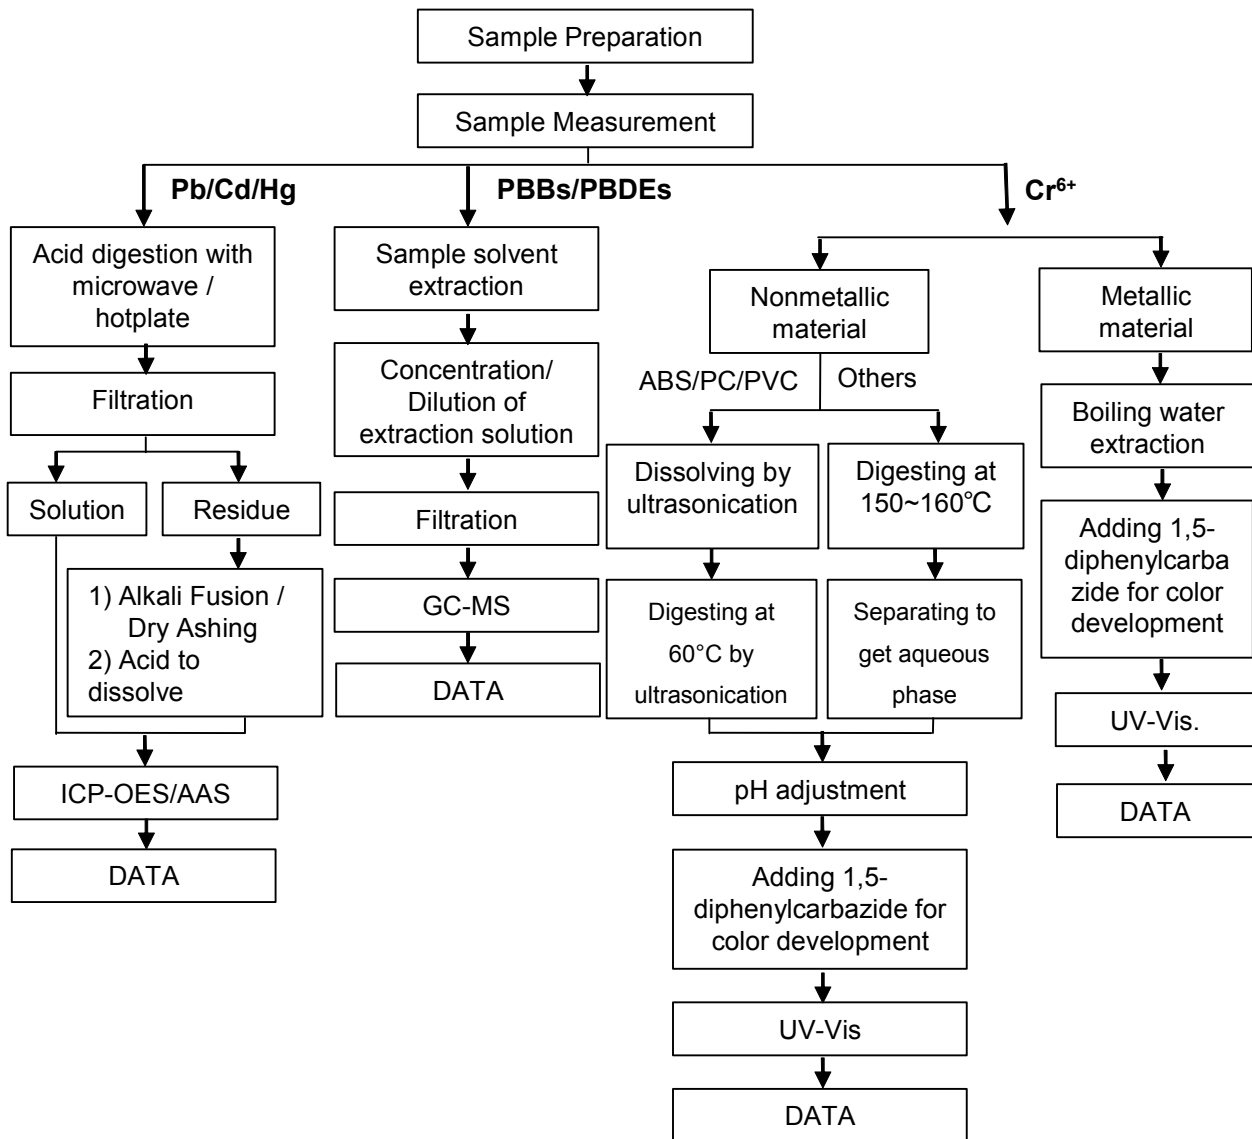 Sample Preparation
Sample Measurement
Pb/Cd/Hg
Acid digestion with
microwave /
hotplate
Filtration
Solution
Residue
1) Alkali Fusion /
Dry Ashing
2) Acid to
dissolve
ICP-OES/AAS
DATA
PBBs/PBDEs
Sample solvent
extraction
Concentration/
Dilution of
extraction solution
Filtration
GC-MS
DATA
Cr⁶⁺
Nonmetallic
material
ABS/PC/PVC
Others
Dissolving by
ultrasonication
Digesting at
60°C by
ultrasonication
Digesting at
150~160℃
Separating to
get aqueous
phase
pH adjustment
Adding 1,5-
diphenylcarbazide for
color development
UV-Vis
DATA
Metallic
material
Boiling water
extraction
Adding 1,5-
diphenylcarba
zide for color
development
UV-Vis.
DATA